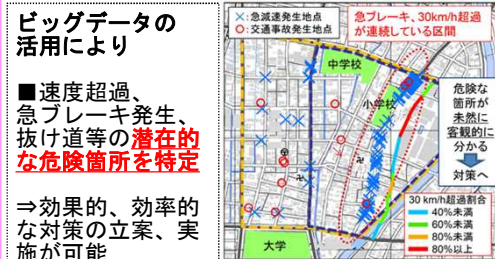 ビッグデータの
活用により
■速度超過、
急ブレーキ発生、
抜け道等の潜在的
な危険箇所を特定
⇒効果的、効率的
な対策の立案、実
施が可能
×:急減速発生地点
○:交通事故発生地点
急ブレーキ、30km/h超過
が連続している区間
中学校
小学校
大学
危険な
箇所が
未然に
客観的に
分かる
対策へ
30 km/h超過割合
40%未満
60%未満
80%未満
80%以上